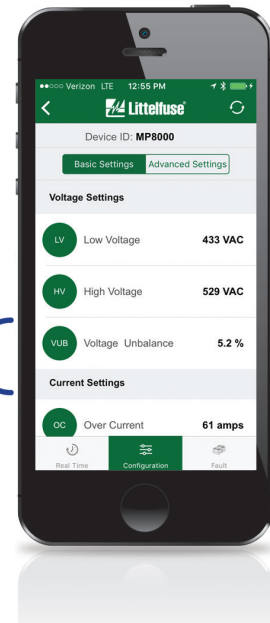 ●●○○○ Verizon LTE 12:55 PM
Littelfuse
Device ID: MP8000
Basic Settings Advanced Settings
Voltage Settings
LV Low Voltage 433 VAC
HV High Voltage 529 VAC
VUB Voltage Unbalance 5.2 %
Current Settings
OC Over Current 61 amps
Real Time Configuration Fault